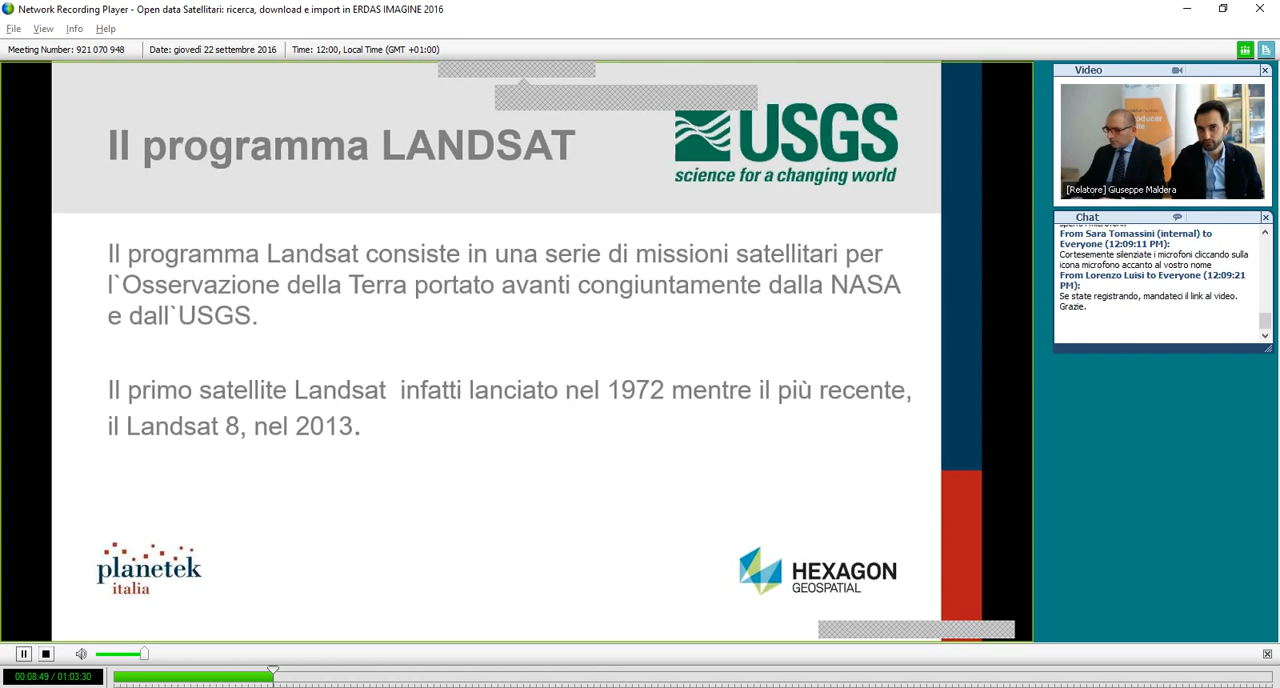 Network Recording Player - Open data Satellitari: ricerca, download e import in ERDAS IMAGINE 2016
File View Info Help
Meeting Number: 921 070 948 Date: giovedì 22 settembre 2016 Time: 12:00, Local Time (GMT +01:00)
Il programma LANDSAT
USGS
science for a changing world
Il programma Landsat consiste in una serie di missioni satellitari per
l`Osservazione della Terra portato avanti congiuntamente dalla NASA
e dall`USGS.
Il primo satellite Landsat infatti lanciato nel 1972 mentre il più recente,
il Landsat 8, nel 2013.
planetek
italia
HEXAGON
GEOSPATIAL
Video
[Relatore] Giuseppe Maldera
Chat
From Sara Tomassini (internal) to
Everyone (12:09:11 PM):
Cortesemente silenziate i microfoni cliccando sulla
icona microfono accanto al vostro nome
From Lorenzo Luisi to Everyone (12:09:21
PM):
Se state registrando, mandateci il link al video.
Grazie.
00:08:49 / 01:03:30